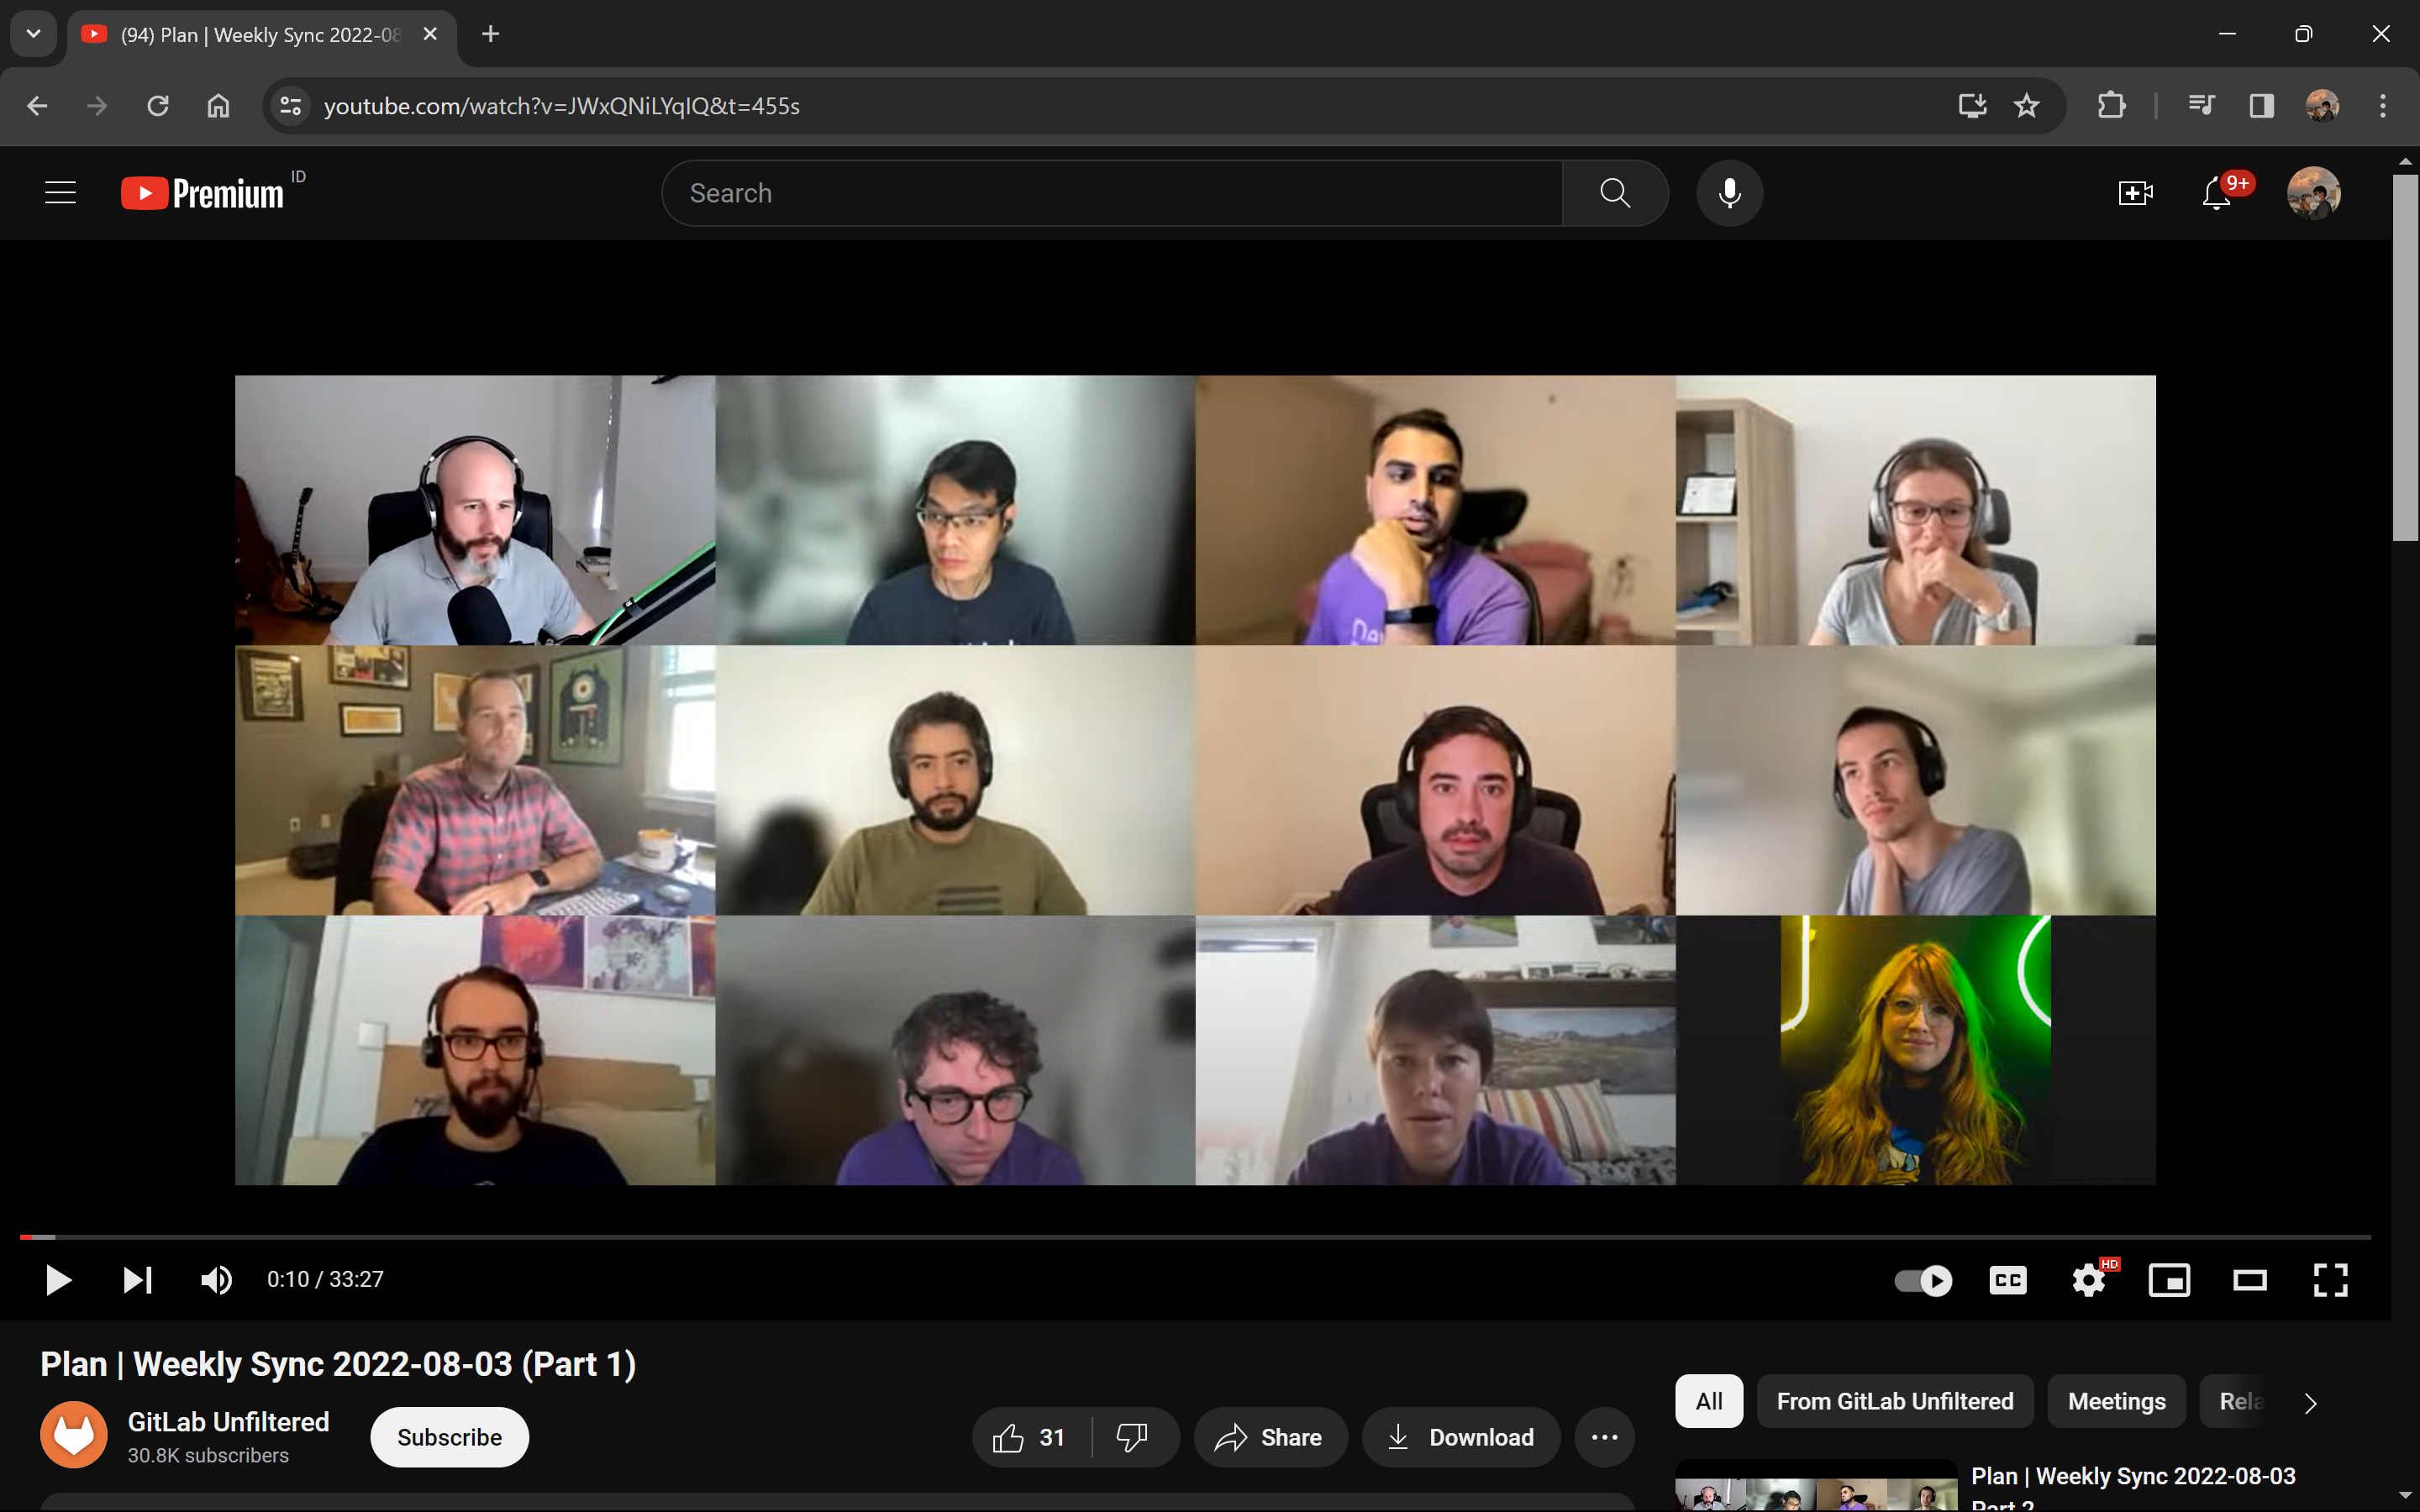 (94) Plan | Weekly Sync 2022-08
youtube.com/watch?v=JWxQNiLYqlQ&t=455s
Premium ID
Search
9+
0:10 / 33:27
CC
HD
Plan | Weekly Sync 2022-08-03 (Part 1)
GitLab Unfiltered
30.8K subscribers
Subscribe
31
Share
Download
All
From GitLab Unfiltered
Meetings
Rela
Plan | Weekly Sync 2022-08-03
Part 2